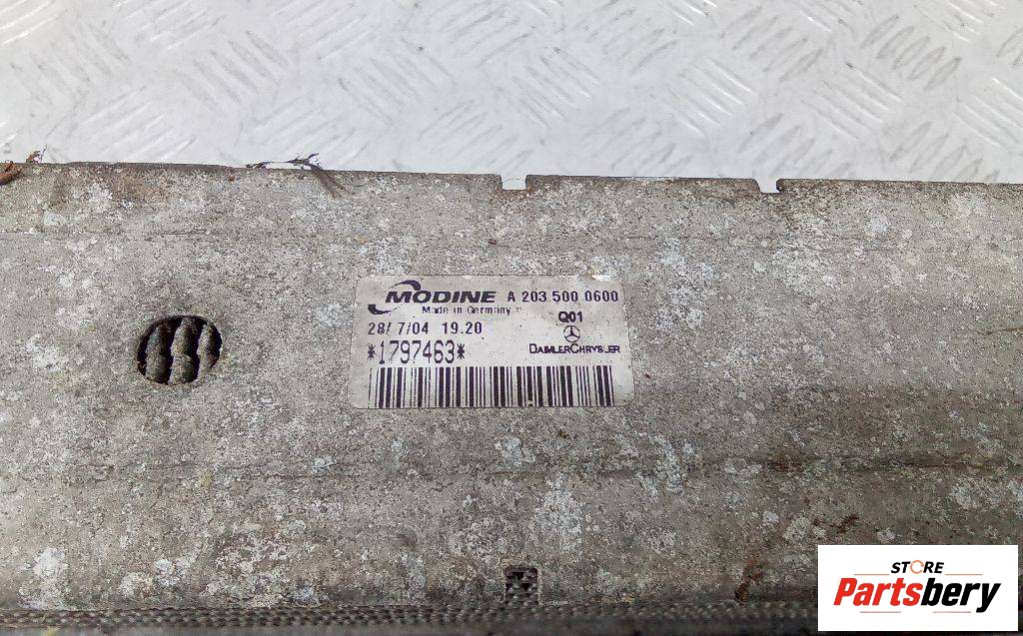 MODINE A 203 500 0600
Made in Germany
Q01
28/ 7/04 19.20
DAIMLERCHRYSLER
*1797463*
STORE
Partsbery